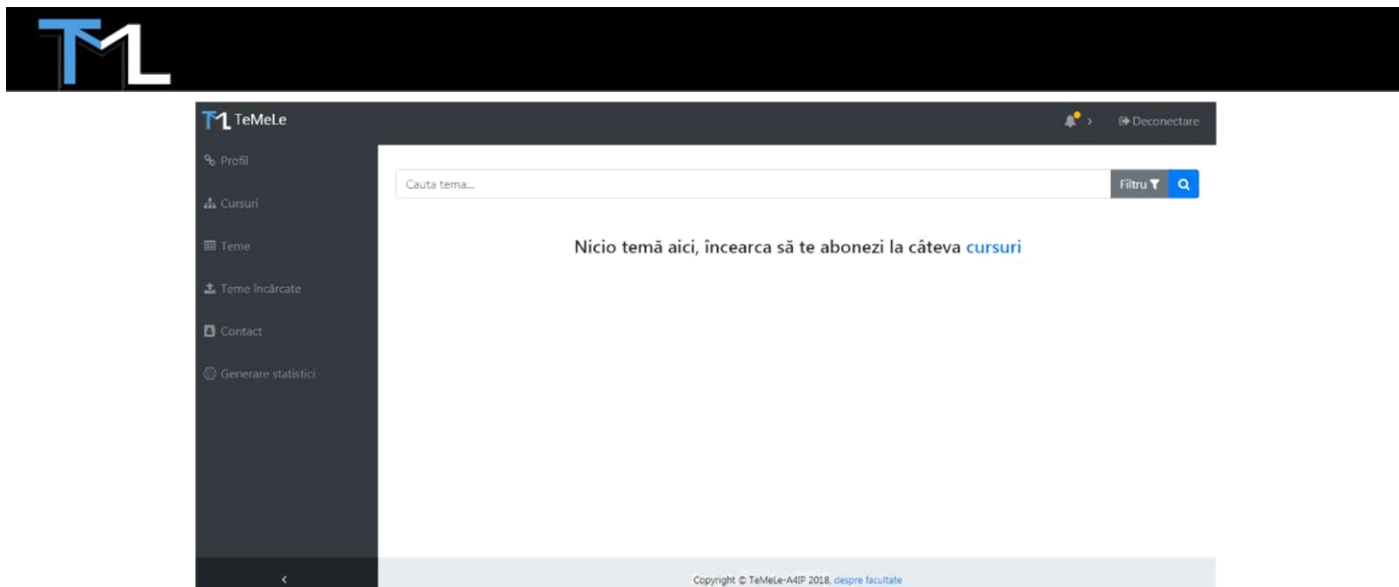 TML
TML TeMeLe
Deconectare
Profil
Cauta tema...
Filtru
Cursuri
Teme
Nicio temă aici, încearca să te abonezi la câteva cursuri
Teme încărcate
Contact
Generare statistici
Copyright © TeMeLe-A4IP 2018, despre facultate